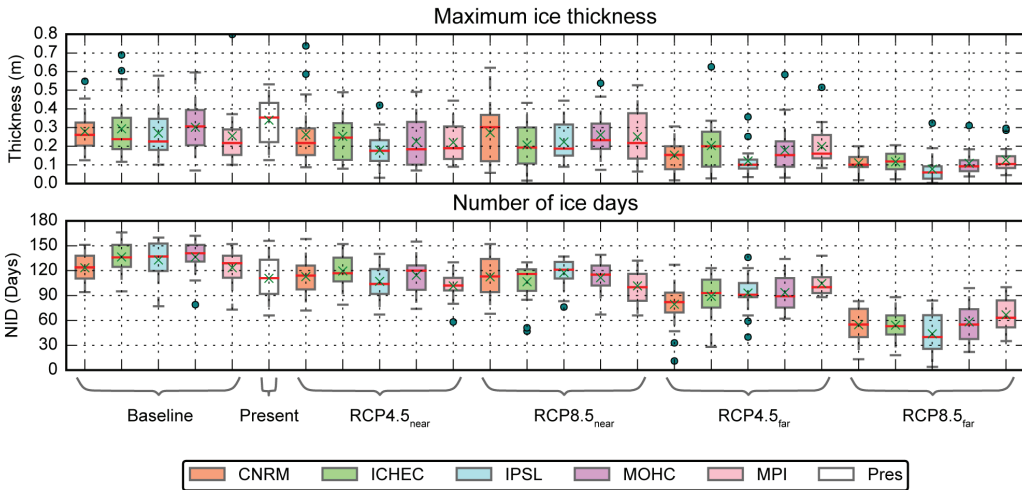 Maximum ice thickness
Thickness (m)
0.8
0.7
0.6
0.5
0.4
0.3
0.2
0.1
0.0
Number of ice days
NID (Days)
180
150
120
90
60
30
0
Baseline Present RCP4.5near RCP8.5near RCP4.5far RCP8.5far
CNRM ICHEC IPSL MOHC MPI Pres